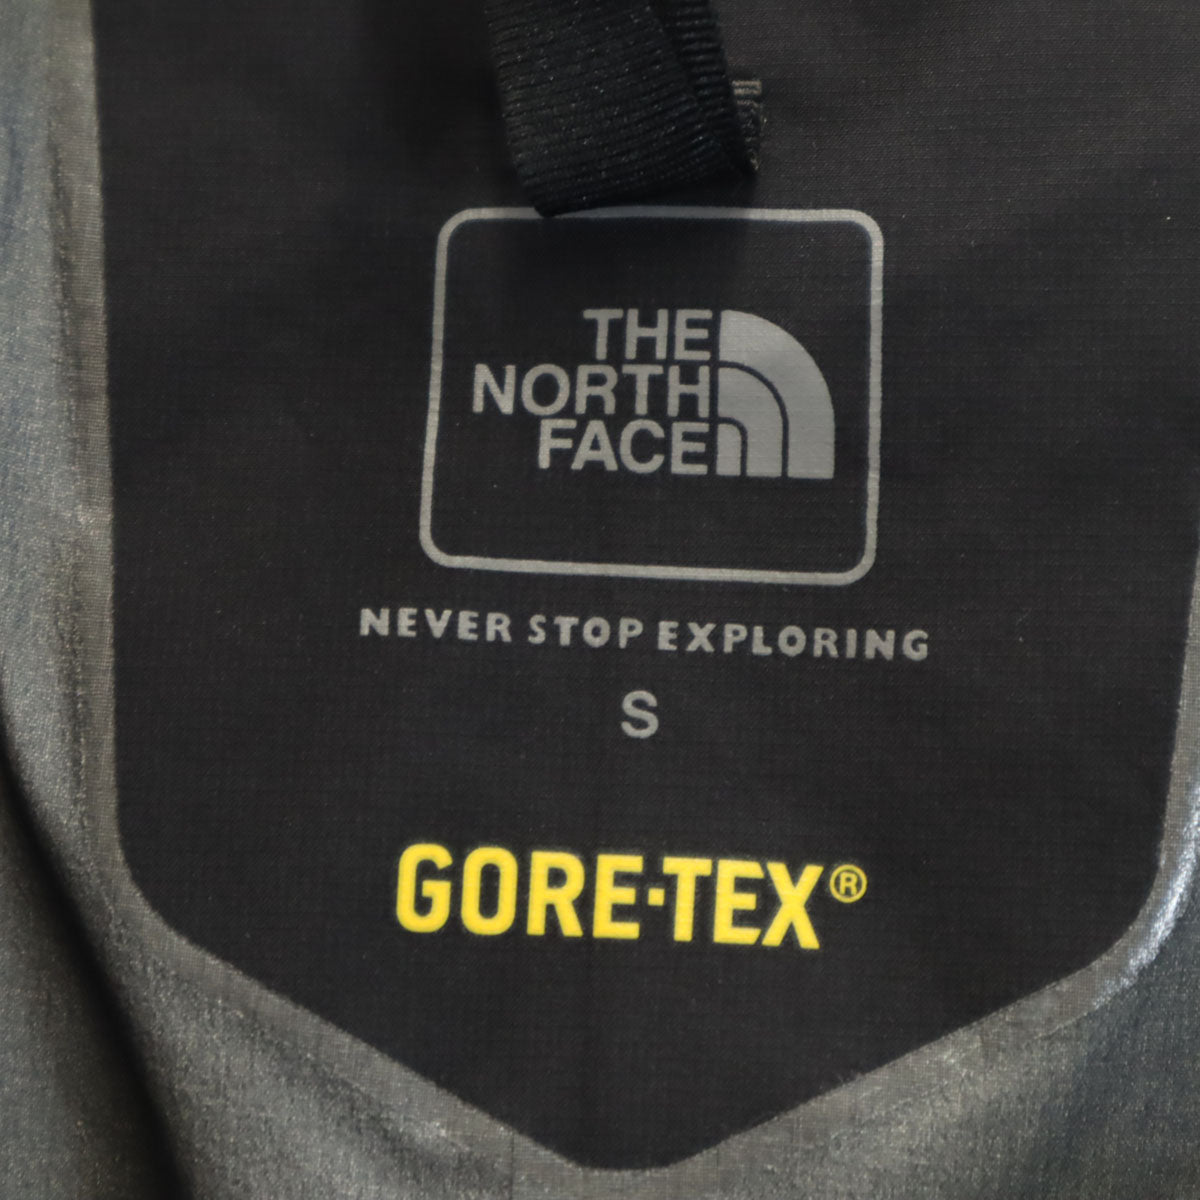 THE
NORTH
FACE
NEVER STOP EXPLORING
S
GORE-TEX®